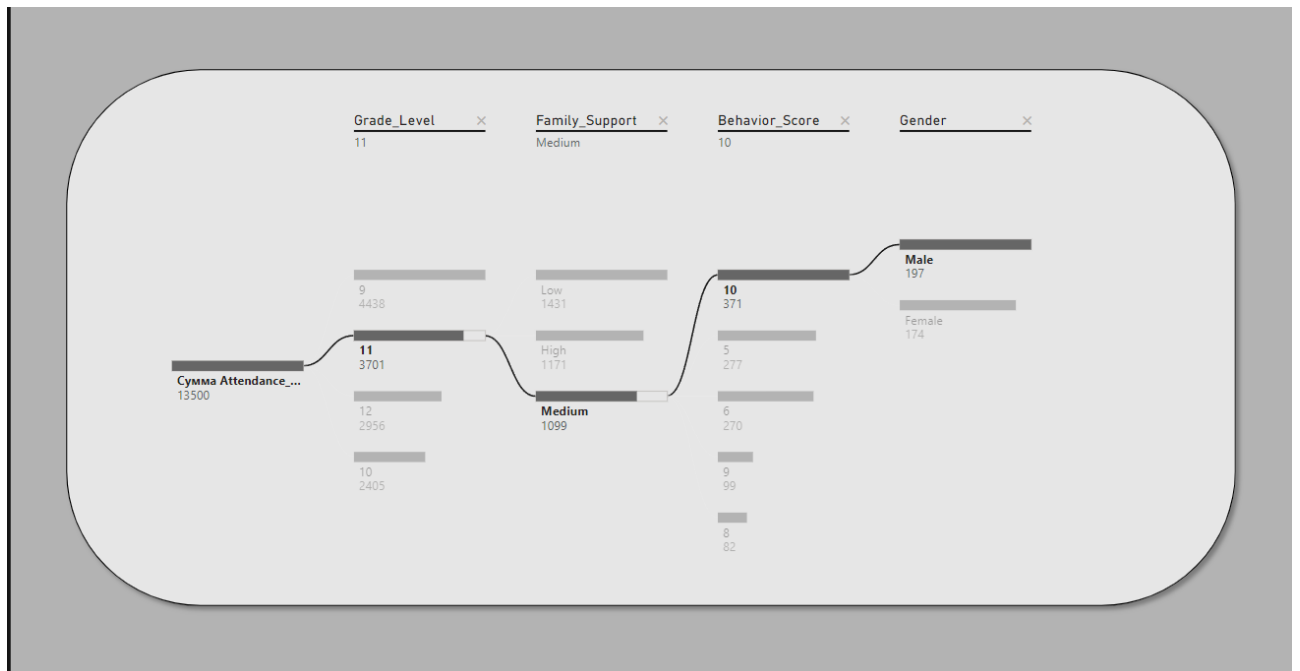 Grade_Level ×
11
Family_Support ×
Medium
Behavior_Score ×
10
Gender ×
Сумма Attendance_...
13500
9
4438
11
3701
12
2956
10
2405
Low
1431
High
1171
Medium
1099
10
371
5
277
6
270
9
99
8
82
Male
197
Female
174